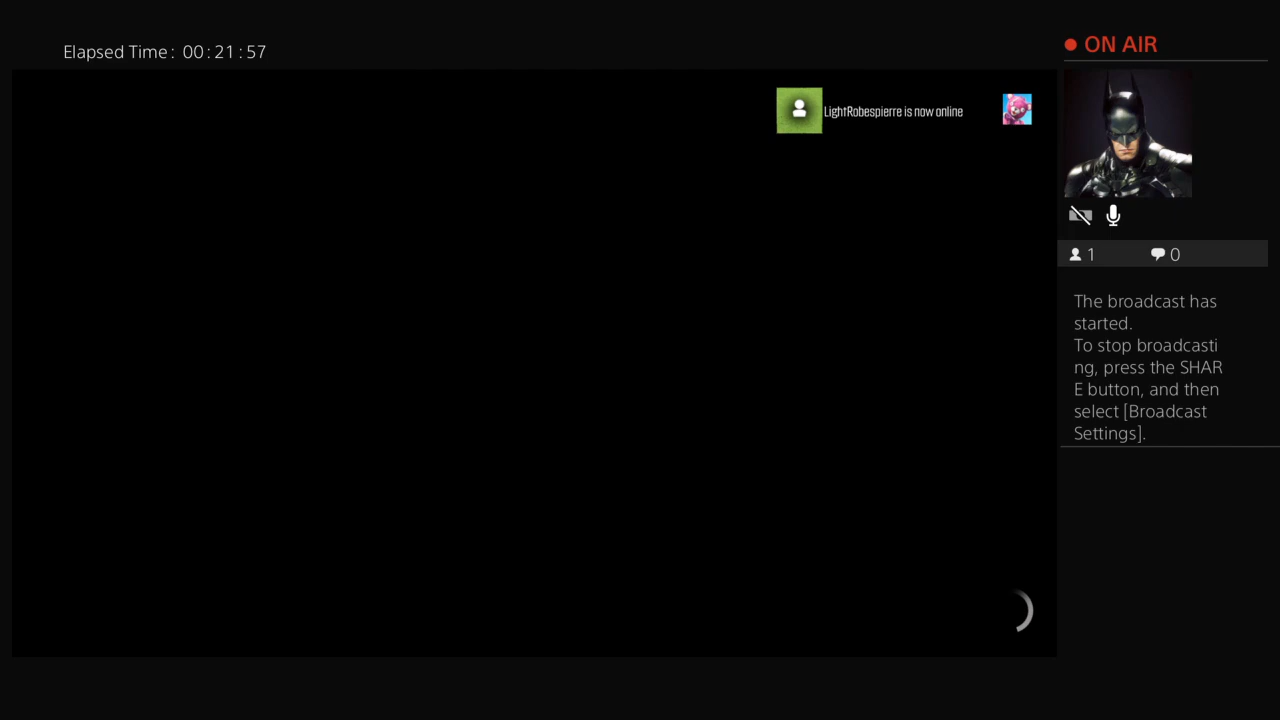 Elapsed Time: 00:21:57
ON AIR
LightRobespierre is now online
1 0
The broadcast has
started.
To stop broadcasti
ng, press the SHAR
E button, and then
select [Broadcast
Settings].